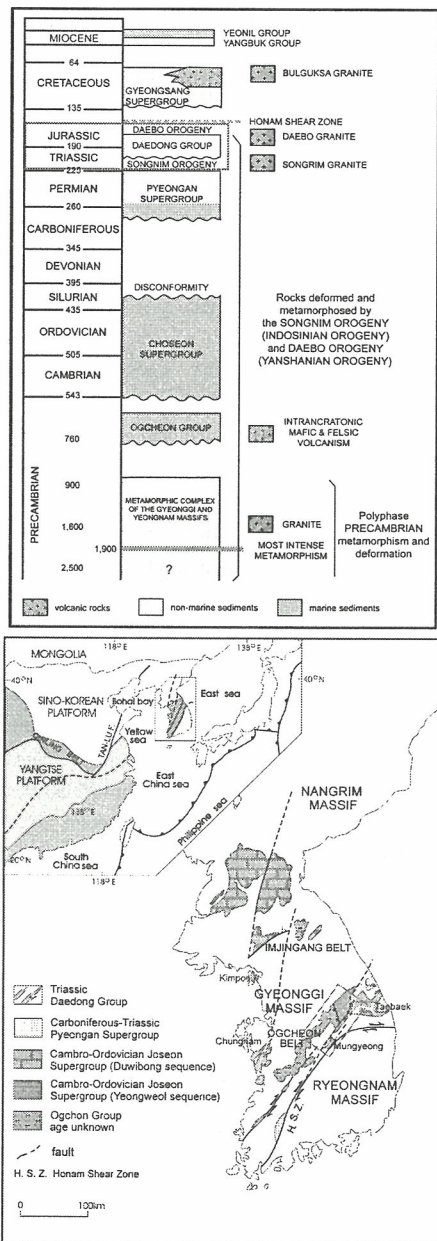 MIOCENE
YEONIL GROUP
YANGBUK GROUP
64
CRETACEOUS
GYEONGSANG
SUPERGROUP
BULGUKSA GRANITE
135
HONAM SHEAR ZONE
JURASSIC
DAEBO OROGENY
DAEBO GRANITE
190
DAEDONG GROUP
TRIASSIC
SONGNIM OROGENY
SONGRIM GRANITE
225
PERMIAN
PYEONGAN
SUPERGROUP
260
CARBONIFEROUS
345
DEVONIAN
395
DISCONFORMITY
SILURIAN
435
ORDOVICIAN
505
CHOSEON
SUPERGROUP
CAMBRIAN
543
Rocks deformed and
metamorphosed by
the SONGNIM OROGENY
(INDOSINIAN OROGENY)
and DAEBO OROGENY
(YANSHANIAN OROGENY)
PRECAMBRIAN
OGCHEON GROUP
760
INTRANCRATONIC
MAFIC & FELSIC
VOLCANISM
900
METAMORPHIC COMPLEX
OF THE GYEONGGI AND
YEONGNAM MASSIFS
1,600
GRANITE
1,900
MOST INTENSE
METAMORPHISM
2,500
?
Polyphase
PRECAMBRIAN
metamorphism and
deformation
volcanic rocks
non-marine sediments
marine sediments
118°E
135°E
MONGOLIA
40°N
40°N
SINO-KOREAN
PLATFORM
Bohai bay
East sea
TAN-LU F.
Yellow
sea
YANGTSE
PLATFORM
East
China sea
Philippine sea
20°N
South
China sea
118°E
NANGRIM
MASSIF
IMJINGANG BELT
Kimpo
GYEONGGI
MASSIF
Taebaek
OGCHEON
BELT
Chungnam
Mungyeong
RYEONGNAM
MASSIF
H. S. Z.
Triassic
Daedong Group
Carboniferous-Triassic
Pyeongan Supergroup
Cambro-Ordovician Joseon
Supergroup (Duwibong sequence)
Cambro-Ordovician Joseon
Supergroup (Yeongweol sequence)
Ogchon Group
age unknown
fault
H. S. Z. Honam Shear Zone
0 100km